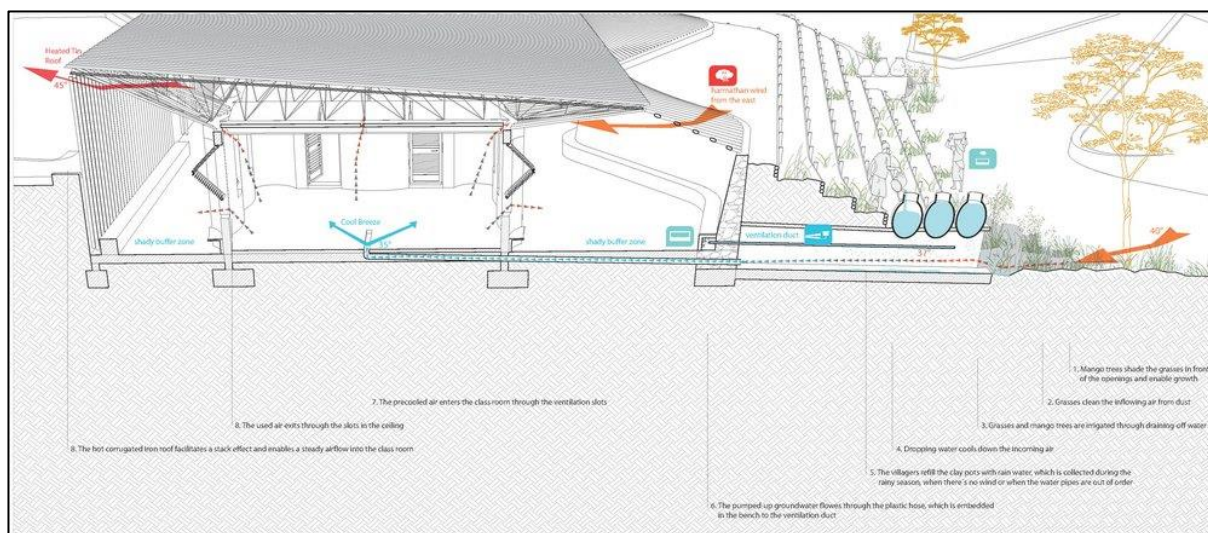 Heated Tin
Roof
45°
harmathan wind
from the east
Cool Breeze
35°
shady buffer zone
shady buffer zone
ventilation duct
37°
40°
1. Mango trees shade the grasses in front
of the openings and enable growth
7. The precooled air enters the class room through the ventilation slots
2. Grasses clean the inflowing air from dust
8. The used air exits through the slots in the ceiling
3. Grasses and mango trees are irrigated through draining off water
8. The hot corrugated iron roof facilitates a stack effect and enables a steady airflow into the class room
4. Dropping water cools down the incoming air
5. The villagers refill the clay pots with rain water, which is collected during the
rainy season, when there´s no wind or when the water pipes are out of order
6. The pumped up groundwater flowes through the plastic hose, which is embedded
in the bench to the ventilation duct